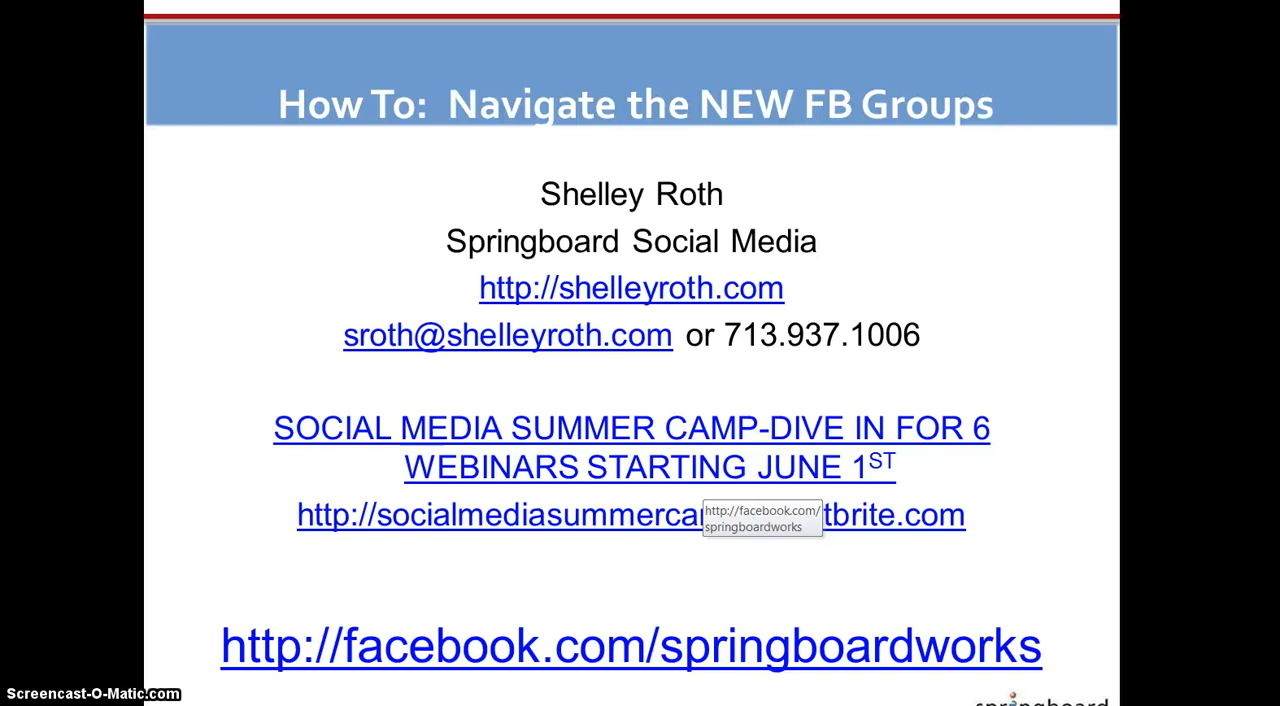 How To: Navigate the NEW FB Groups
Shelley Roth
Springboard Social Media
http://shelleyroth.com
sroth@shelleyroth.com or 713.937.1006
SOCIAL MEDIA SUMMER CAMP-DIVE IN FOR 6
WEBINARS STARTING JUNE 1ST
http://socialmediasummerca tbrite.com
http://facebook.com/
springboardworks
http://facebook.com/springboardworks
Screencast-O-Matic.com
springboard